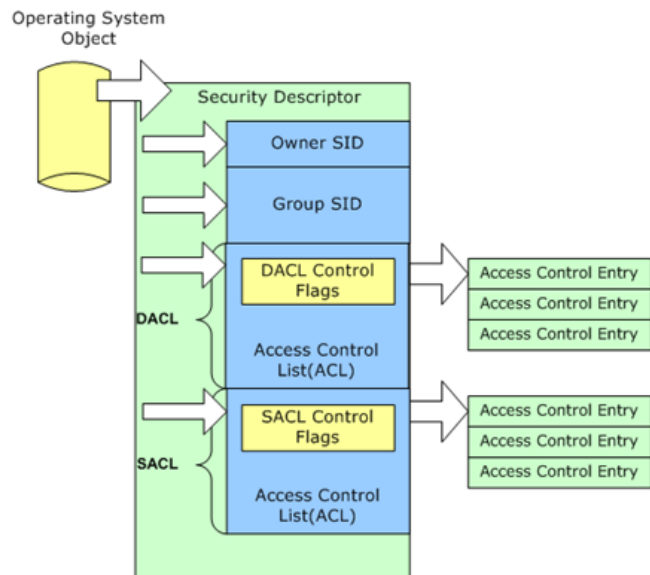 Operating System
Object
Security Descriptor
Owner SID
Group SID
DACL Control
Flags
DACL
Access Control
List(ACL)
Access Control Entry
Access Control Entry
Access Control Entry
SACL Control
Flags
SACL
Access Control
List(ACL)
Access Control Entry
Access Control Entry
Access Control Entry